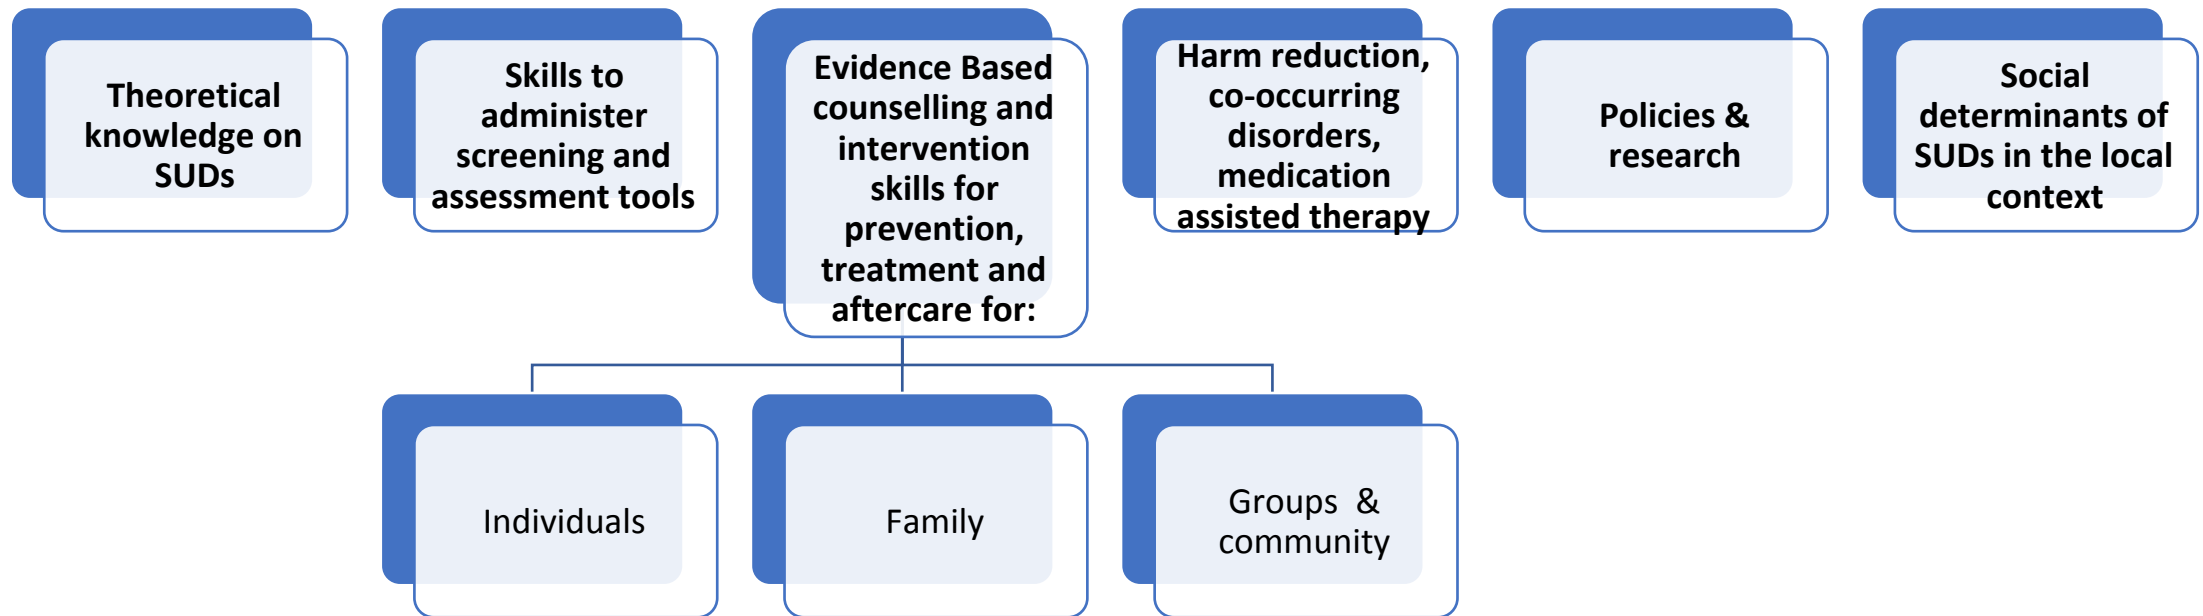 Theoretical
knowledge on
SUDs
Skills to
administer
screening and
assessment tools
Evidence Based
counselling and
intervention
skills for
prevention,
treatment and
aftercare for:
Harm reduction,
co-occurring
disorders,
medication
assisted therapy
Policies &
research
Social
determinants of
SUDs in the local
context
Individuals
Family
Groups & 
community